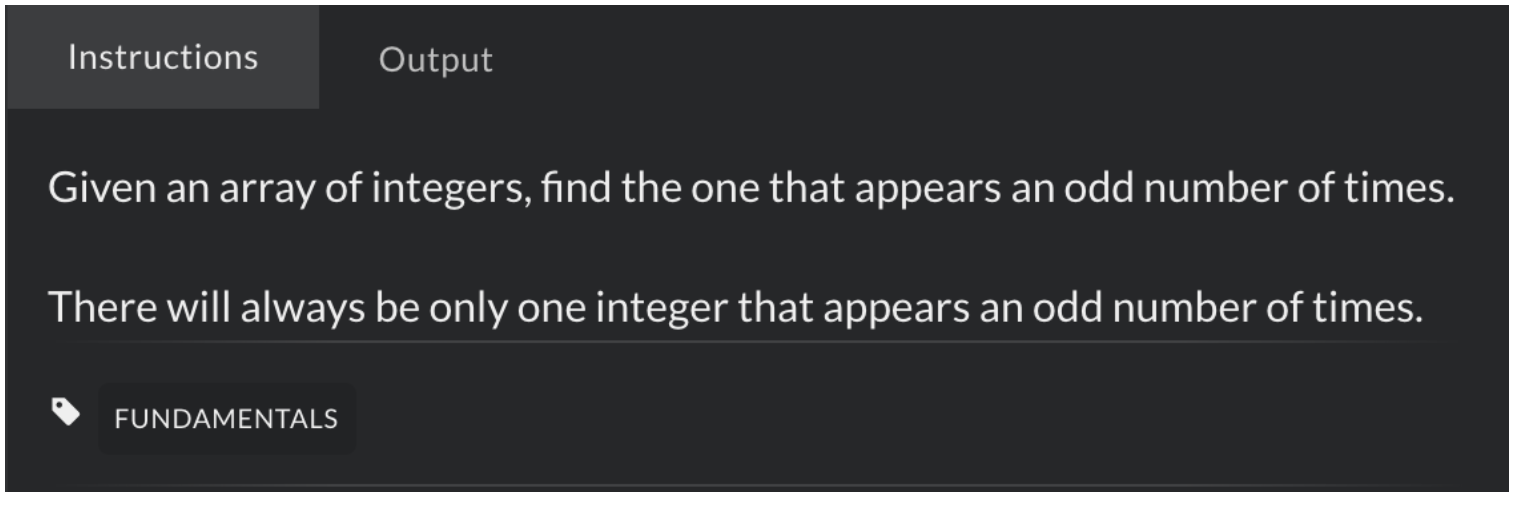 Instructions
Output
Given an array of integers, find the one that appears an odd number of times.
There will always be only one integer that appears an odd number of times.
FUNDAMENTALS